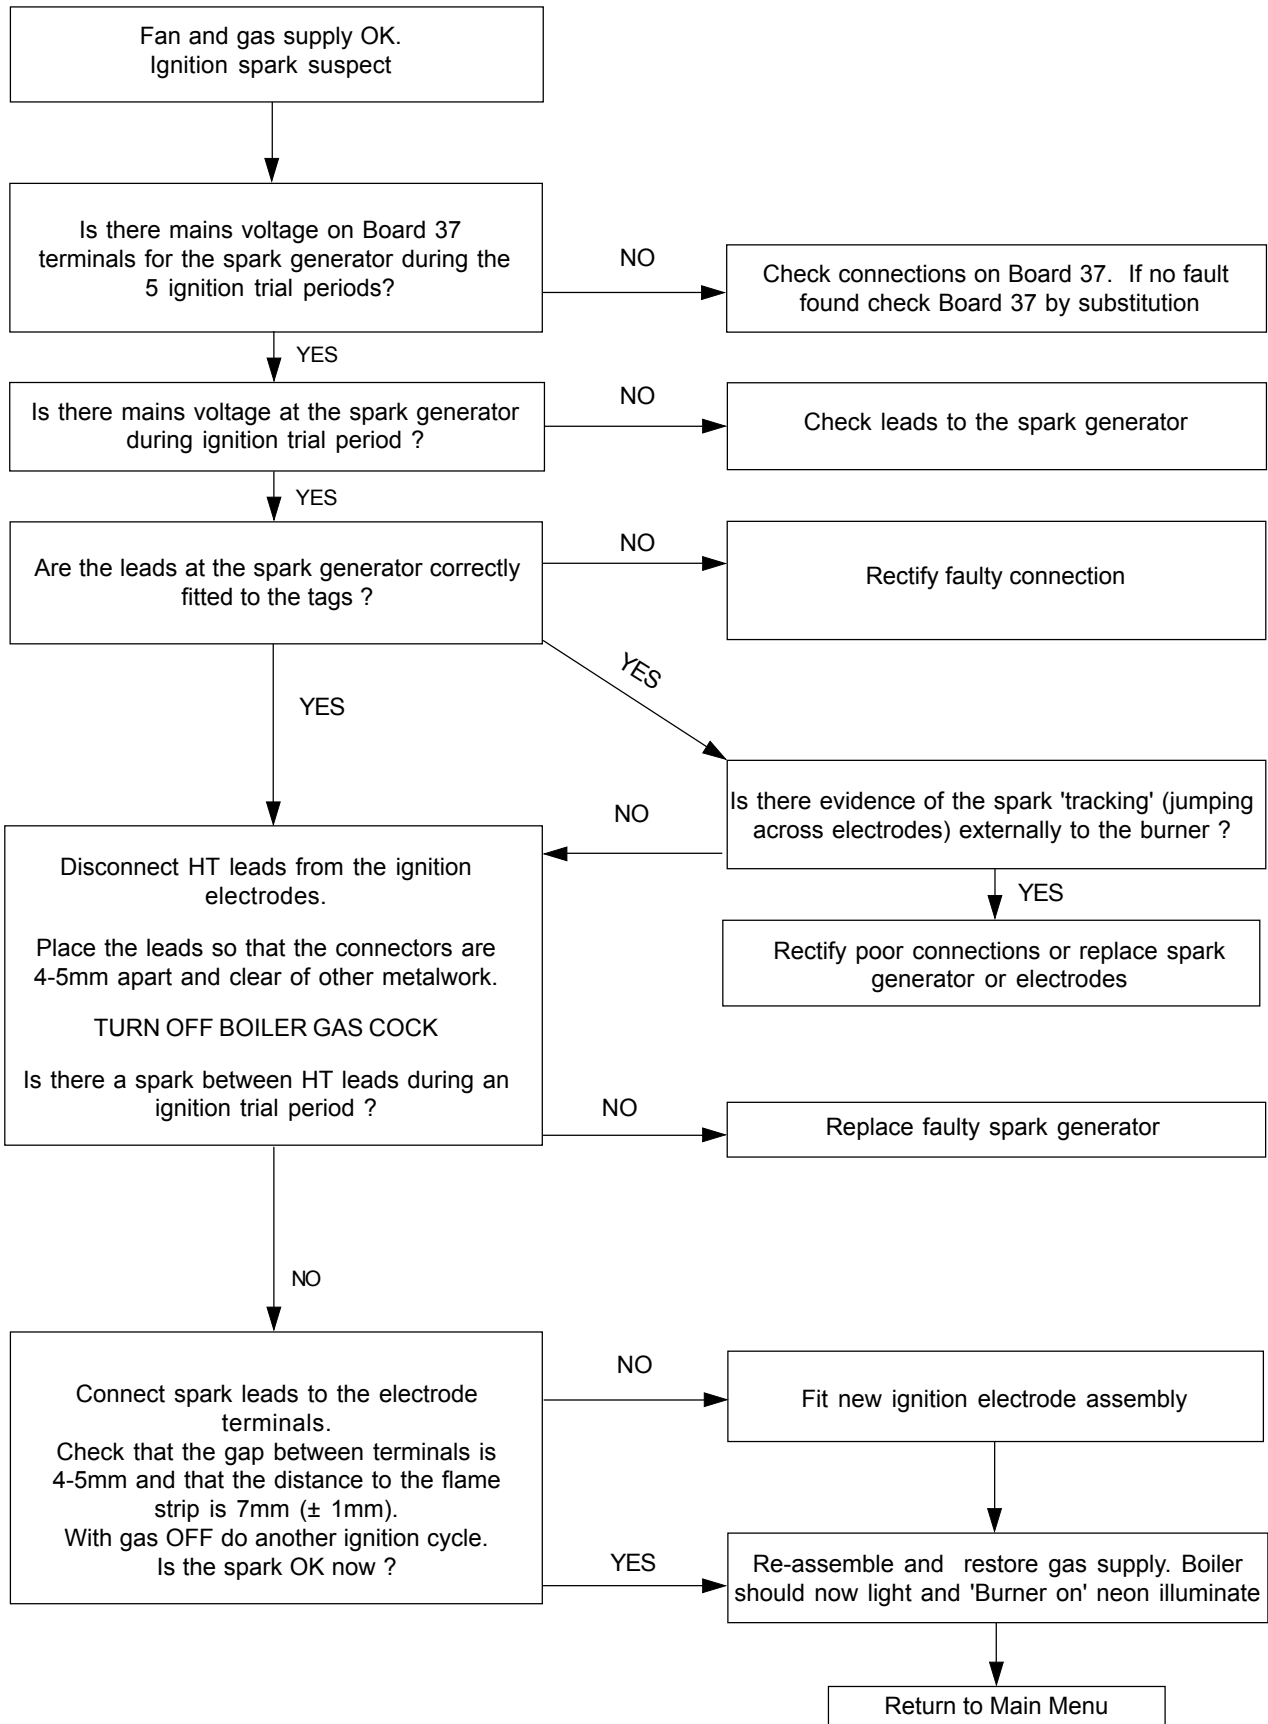 Fan and gas supply OK.
Ignition spark suspect
Is there mains voltage on Board 37
terminals for the spark generator during the
5 ignition trial periods?
NO
Check connections on Board 37. If no fault
found check Board 37 by substitution
YES
Is there mains voltage at the spark generator
during ignition trial period ?
NO
Check leads to the spark generator
YES
Are the leads at the spark generator correctly
fitted to the tags ?
NO
Rectify faulty connection
YES
YES
Is there evidence of the spark 'tracking' (jumping
across electrodes) externally to the burner ?
NO
YES
Rectify poor connections or replace spark
generator or electrodes
Disconnect HT leads from the ignition
electrodes.
Place the leads so that the connectors are
4-5mm apart and clear of other metalwork.
TURN OFF BOILER GAS COCK
Is there a spark between HT leads during an
ignition trial period ?
NO
Replace faulty spark generator
NO
Connect spark leads to the electrode
terminals.
Check that the gap between terminals is
4-5mm and that the distance to the flame
strip is 7mm (± 1mm).
With gas OFF do another ignition cycle.
Is the spark OK now ?
NO
Fit new ignition electrode assembly
YES
Re-assemble and restore gas supply. Boiler
should now light and 'Burner on' neon illuminate
Return to Main Menu